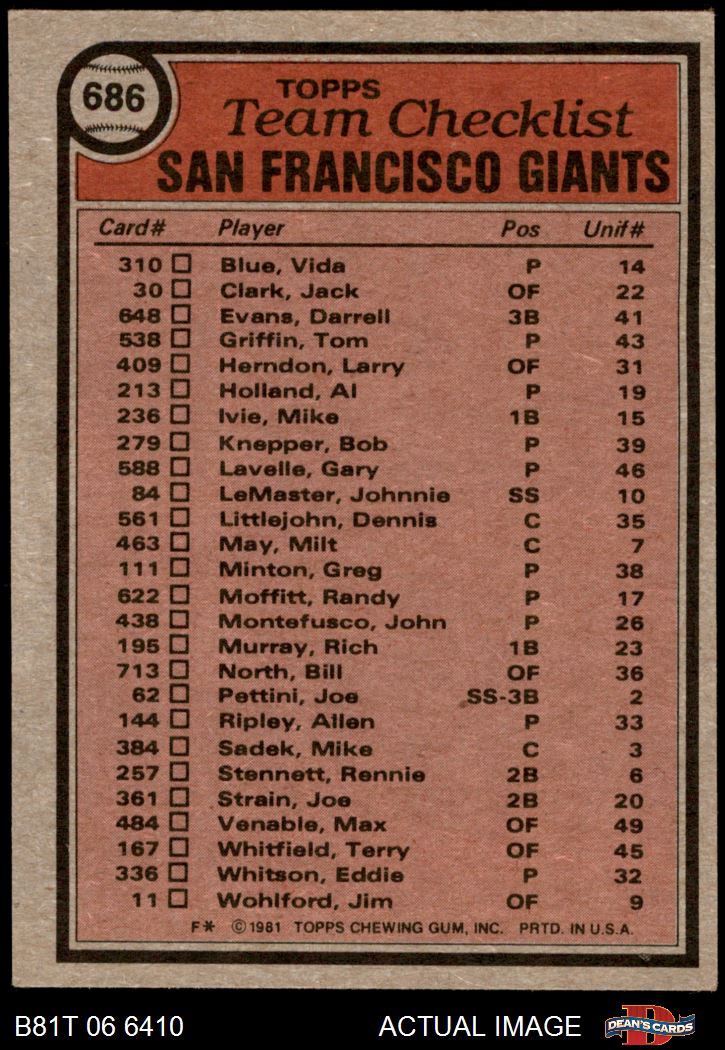 686
TOPPS
Team Checklist
SAN FRANCISCO GIANTS
Card# Player Pos Unif#
310 Blue, Vida P 14
30 Clark, Jack OF 22
648 Evans, Darrell 3B 41
538 Griffin, Tom P 43
409 Herndon, Larry OF 31
213 Holland, Al P 19
236 Ivie, Mike 1B 15
279 Knepper, Bob P 39
588 Lavelle, Gary P 46
84 LeMaster, Johnnie SS 10
561 Littlejohn, Dennis C 35
463 May, Milt C 7
111 Minton, Greg P 38
622 Moffitt, Randy P 17
438 Montefusco, John P 26
195 Murray, Rich 1B 23
713 North, Bill OF 36
62 Pettini, Joe SS-3B 2
144 Ripley, Allen P 33
384 Sadek, Mike C 3
257 Stennett, Rennie 2B 6
361 Strain, Joe 2B 20
484 Venable, Max OF 49
167 Whitfield, Terry OF 45
336 Whitson, Eddie P 32
11 Wohlford, Jim OF 9
F* ©1981 TOPPS CHEWING GUM, INC. PRTD. IN U.S.A.
B81T 06 6410 ACTUAL IMAGE D DEAN'S CARDS